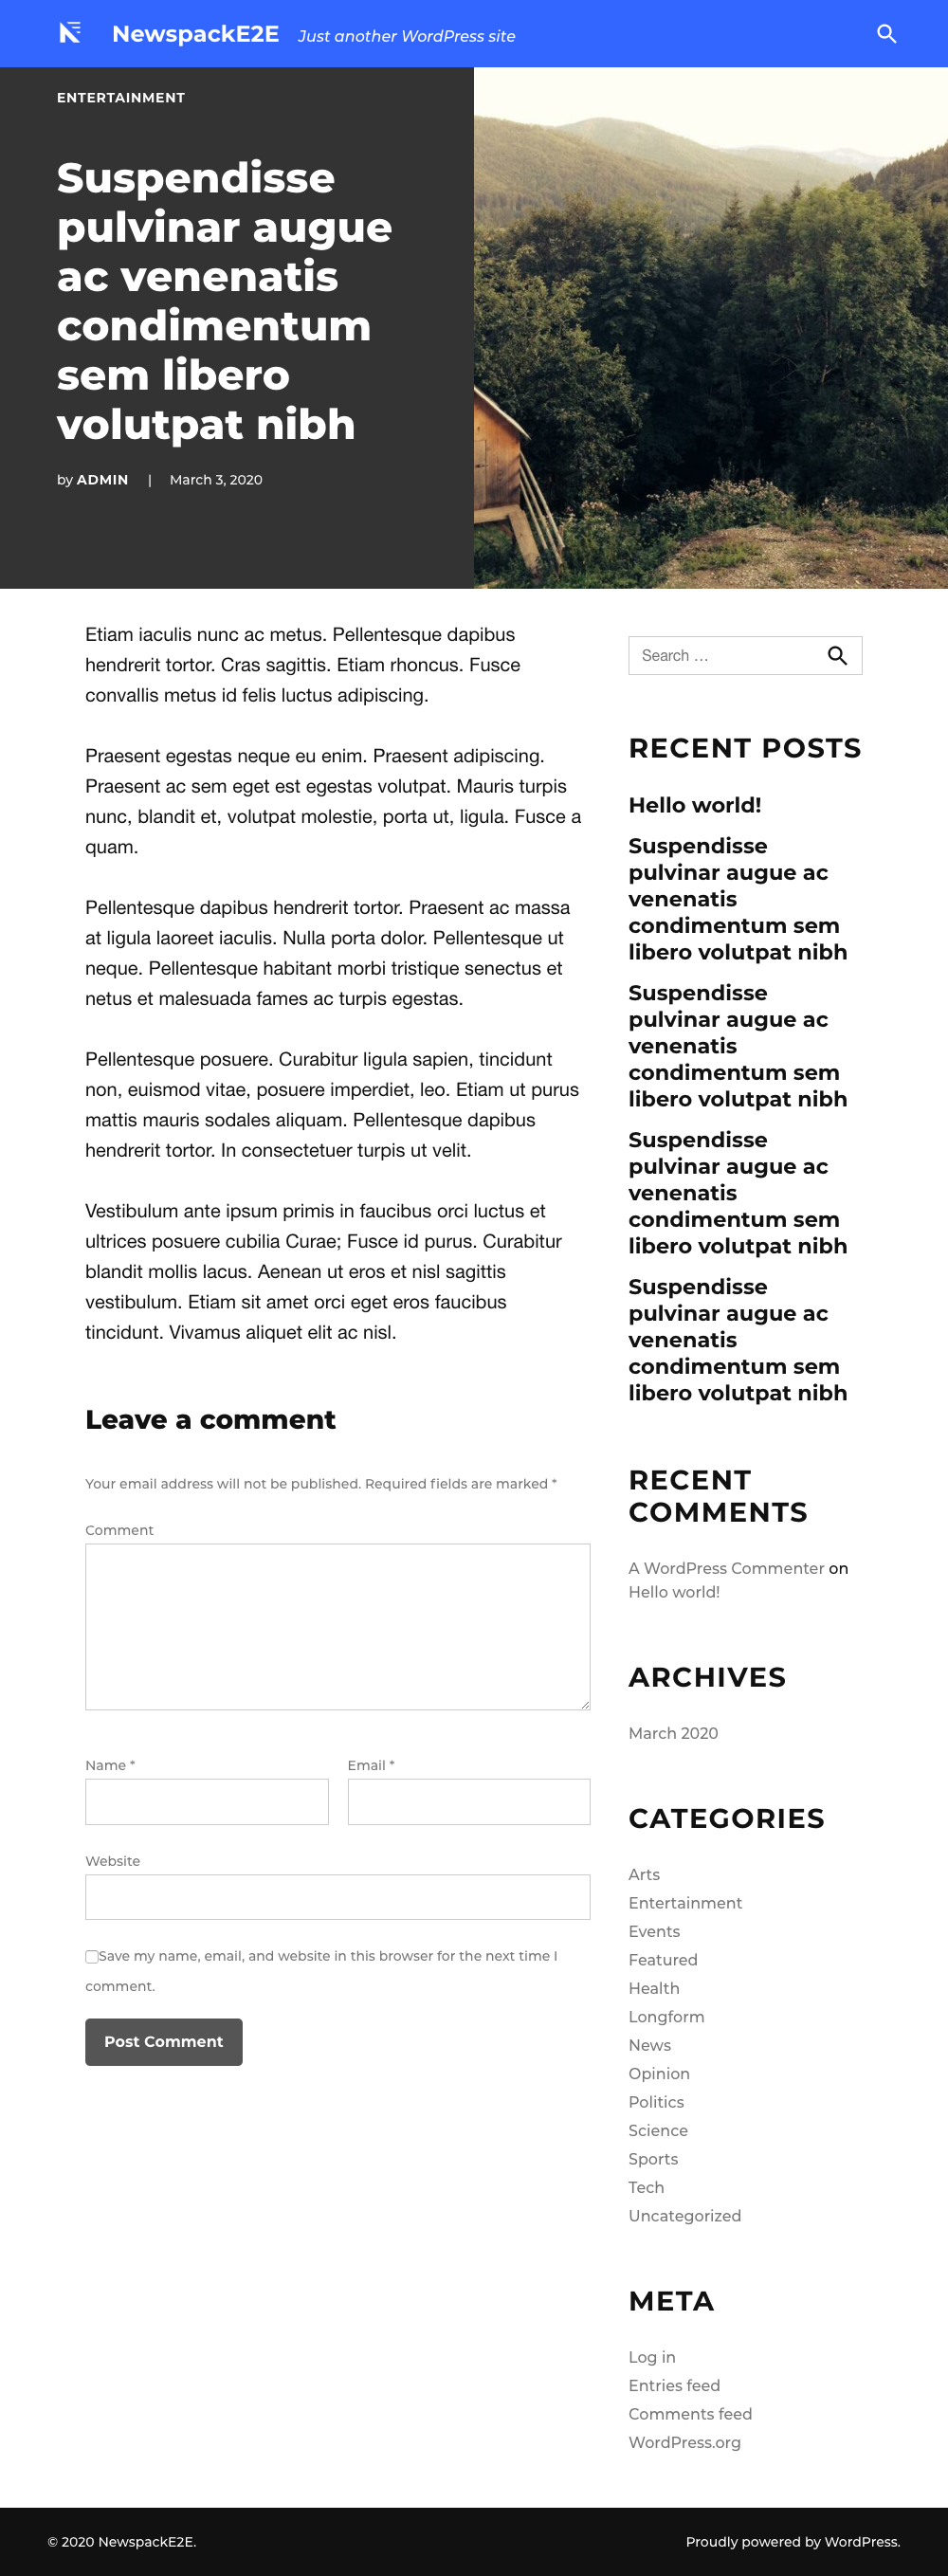 NewspackE2E Just another WordPress site
ENTERTAINMENT
Suspendisse
pulvinar augue
ac venenatis
condimentum
sem libero
volutpat nibh
by ADMIN | March 3, 2020
Etiam iaculis nunc ac metus. Pellentesque dapibus
hendrerit tortor. Cras sagittis. Etiam rhoncus. Fusce
convallis metus id felis luctus adipiscing.
Praesent egestas neque eu enim. Praesent adipiscing.
Praesent ac sem eget est egestas volutpat. Mauris turpis
nunc, blandit et, volutpat molestie, porta ut, ligula. Fusce a
quam.
Pellentesque dapibus hendrerit tortor. Praesent ac massa
at ligula laoreet iaculis. Nulla porta dolor. Pellentesque ut
neque. Pellentesque habitant morbi tristique senectus et
netus et malesuada fames ac turpis egestas.
Pellentesque posuere. Curabitur ligula sapien, tincidunt
non, euismod vitae, posuere imperdiet, leo. Etiam ut purus
mattis mauris sodales aliquam. Pellentesque dapibus
hendrerit tortor. In consectetuer turpis ut velit.
Vestibulum ante ipsum primis in faucibus orci luctus et
ultrices posuere cubilia Curae; Fusce id purus. Curabitur
blandit mollis lacus. Aenean ut eros et nisl sagittis
vestibulum. Etiam sit amet orci eget eros faucibus
tincidunt. Vivamus aliquet elit ac nisl.
Leave a comment
Your email address will not be published. Required fields are marked *
Comment
Name *
Email *
Website
Save my name, email, and website in this browser for the next time I
comment.
Post Comment
Search …
RECENT POSTS
Hello world!
Suspendisse
pulvinar augue ac
venenatis
condimentum sem
libero volutpat nibh
Suspendisse
pulvinar augue ac
venenatis
condimentum sem
libero volutpat nibh
Suspendisse
pulvinar augue ac
venenatis
condimentum sem
libero volutpat nibh
Suspendisse
pulvinar augue ac
venenatis
condimentum sem
libero volutpat nibh
RECENT
COMMENTS
A WordPress Commenter on
Hello world!
ARCHIVES
March 2020
CATEGORIES
Arts
Entertainment
Events
Featured
Health
Longform
News
Opinion
Politics
Science
Sports
Tech
Uncategorized
META
Log in
Entries feed
Comments feed
WordPress.org
© 2020 NewspackE2E.
Proudly powered by WordPress.